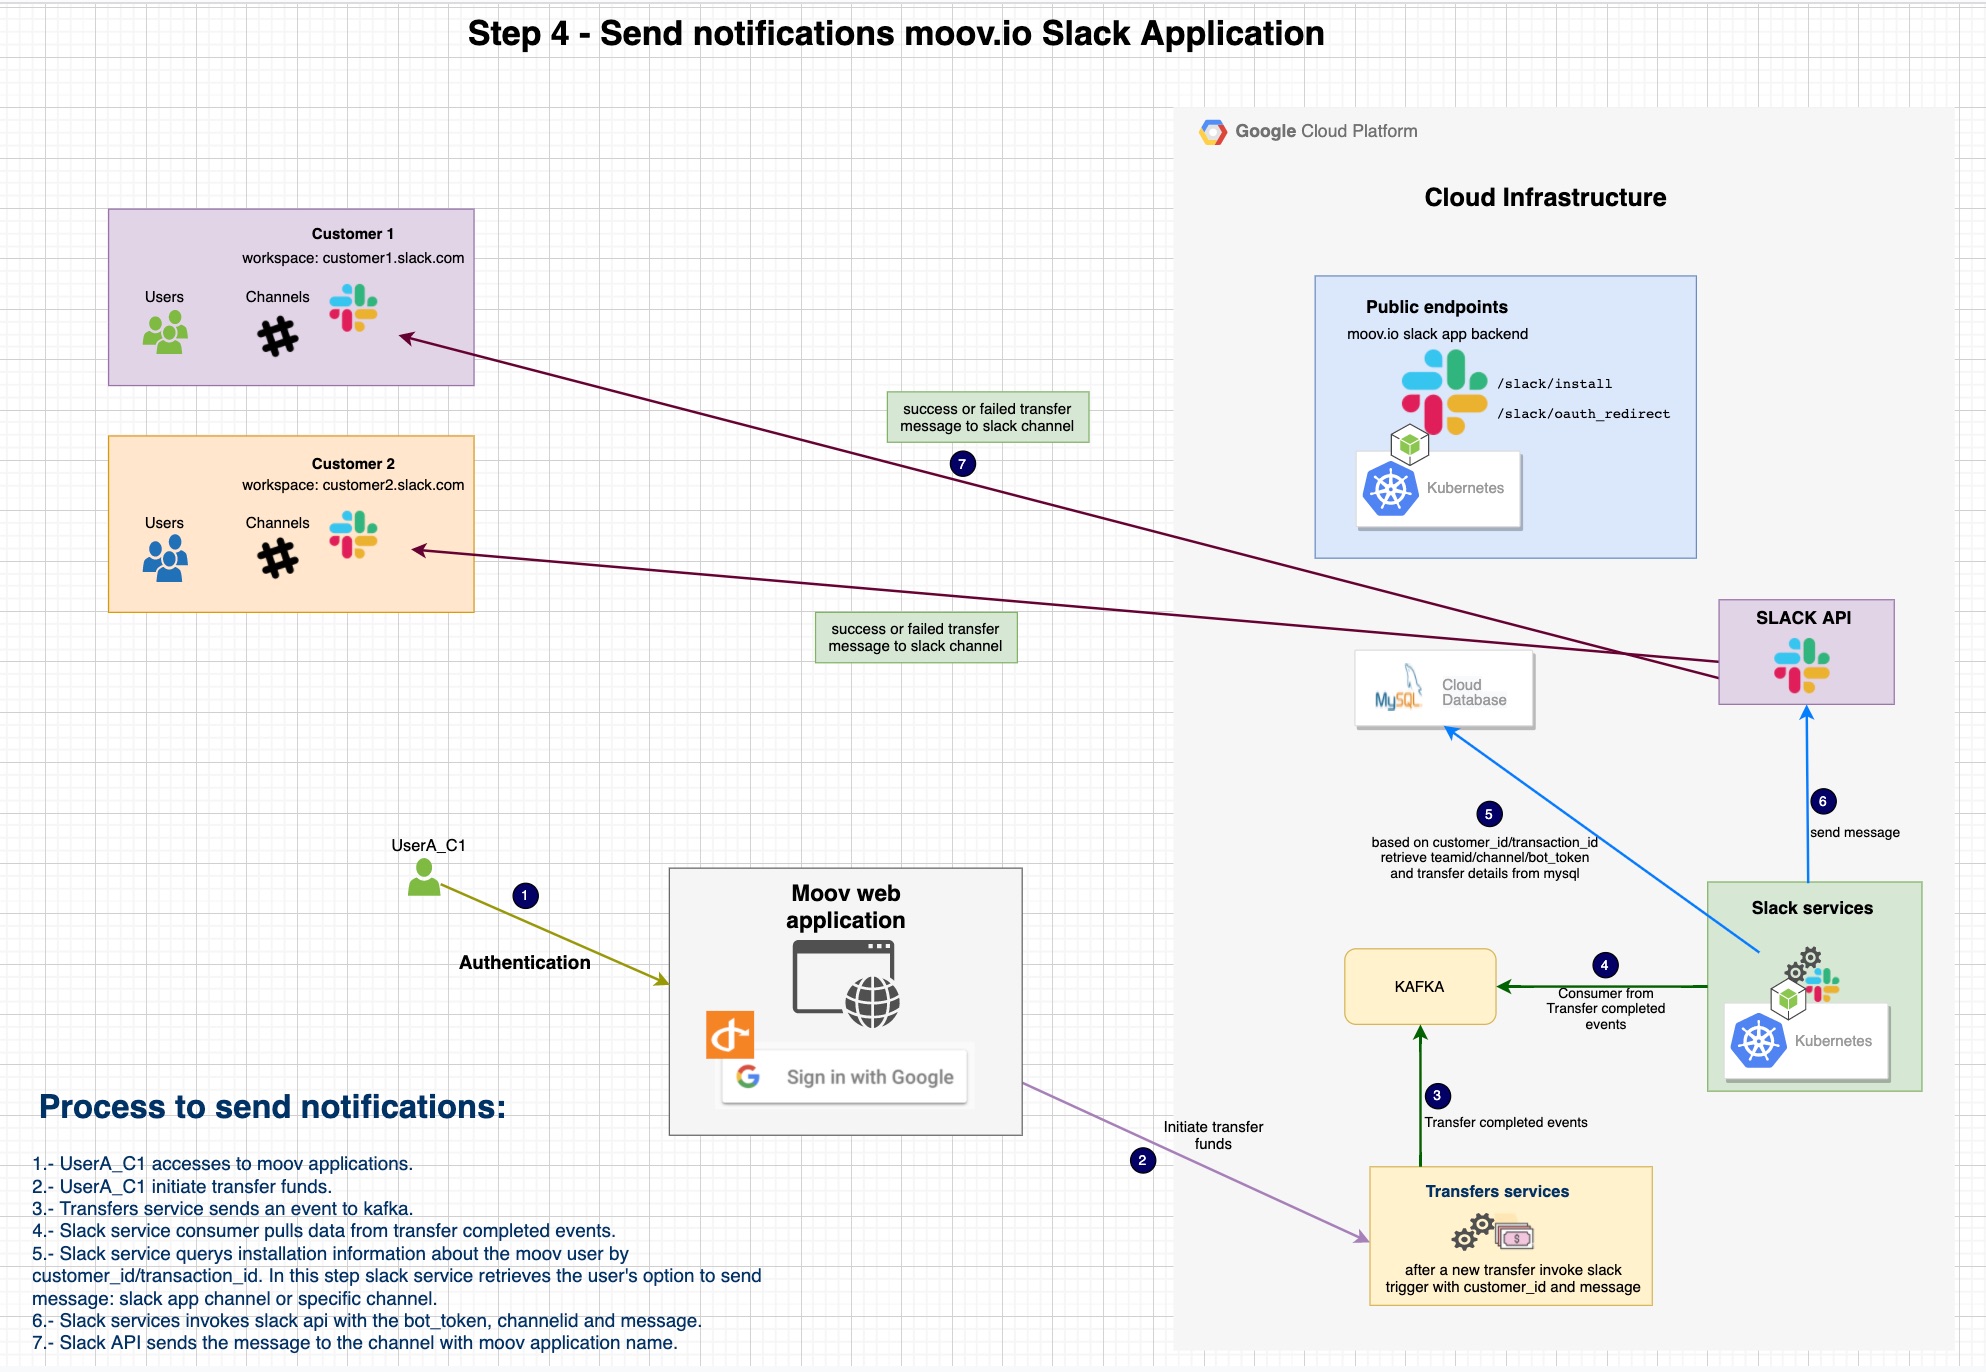 Step 4 - Send notifications moov.io Slack Application
Google Cloud Platform
Cloud Infrastructure
Customer 1
workspace: customer1.slack.com
Users
Channels
Customer 2
workspace: customer2.slack.com
Users
Channels
success or failed transfer
message to slack channel
7
success or failed transfer
message to slack channel
Public endpoints
moov.io slack app backend
/slack/install
/slack/oauth_redirect
Kubernetes
SLACK API
MySQL
Cloud
Database
6
send message
5
based on customer_id/transaction_id
retrieve teamid/channel/bot_token
and transfer details from mysql
Slack services
Kubernetes
4
Consumer from
Transfer completed
events
KAFKA
3
Transfer completed events
UserA_C1
1
Authentication
Moov web
application
Sign in with Google
Initiate transfer
funds
2
Transfers services
$
after a new transfer invoke slack
trigger with customer_id and message
Process to send notifications:
1.- UserA_C1 accesses to moov applications.
2.- UserA_C1 initiate transfer funds.
3.- Transfers service sends an event to kafka.
4.- Slack service consumer pulls data from transfer completed events.
5.- Slack service querys installation information about the moov user by
customer_id/transaction_id. In this step slack service retrieves the user's option to send
message: slack app channel or specific channel.
6.- Slack services invokes slack api with the bot_token, channelid and message.
7.- Slack API sends the message to the channel with moov application name.